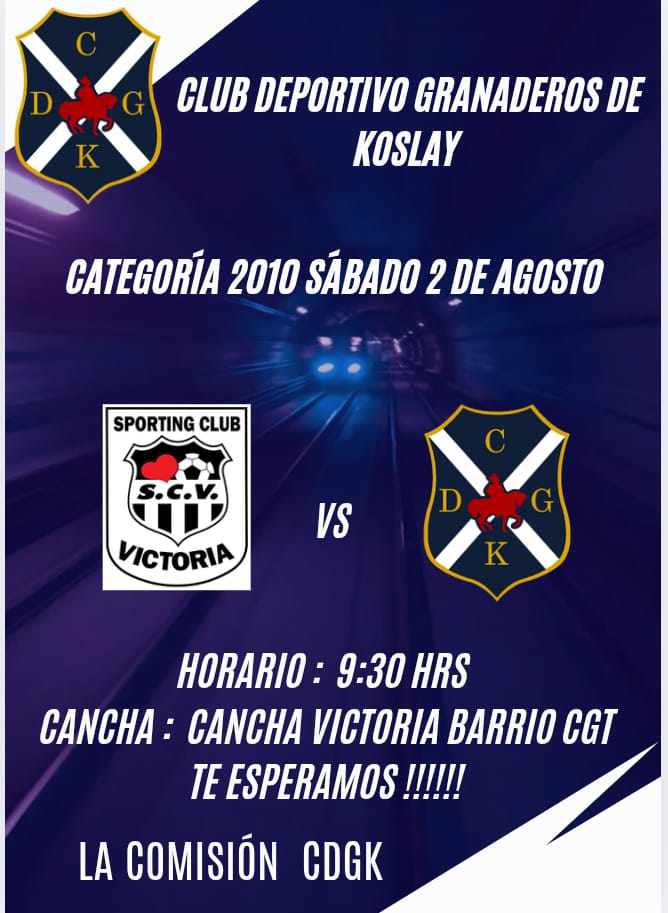 C
D G
K
CLUB DEPORTIVO GRANADEROS DE
KOSLAY
CATEGORÍA 2010 SÁBADO 2 DE AGOSTO
SPORTING CLUB
S.C.V.
VICTORIA
VS
C
D G
K
HORARIO : 9:30 HRS
CANCHA : CANCHA VICTORIA BARRIO CGT
TE ESPERAMOS !!!!!!
LA COMISIÓN CDGK